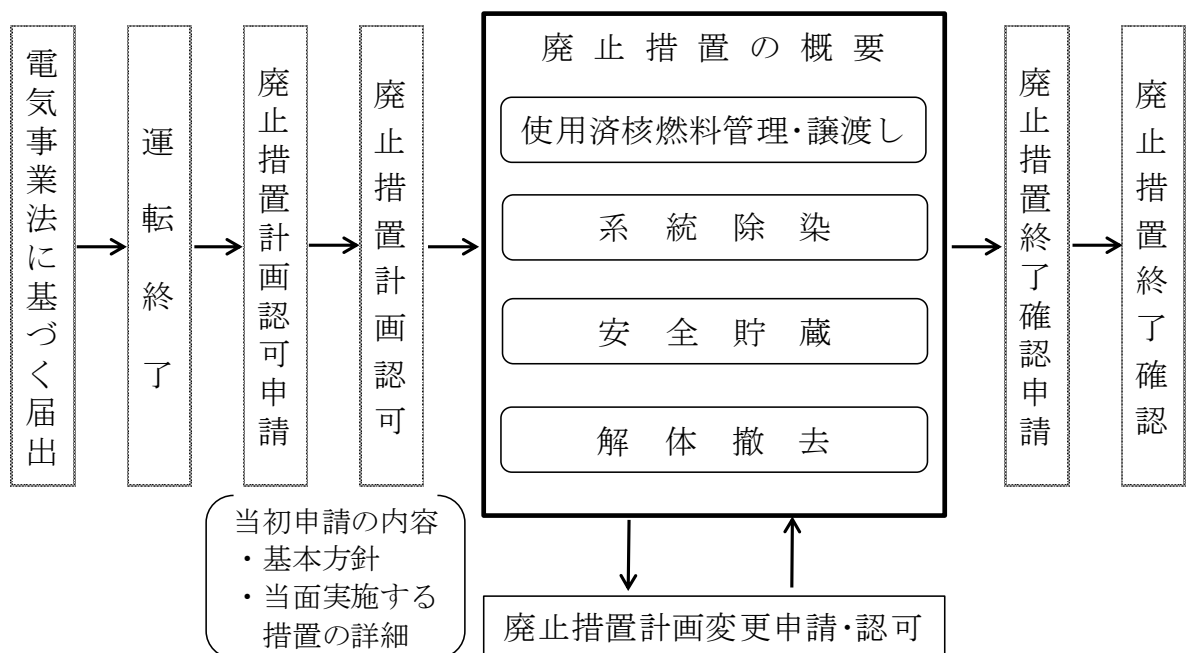 電気事業法に基づく届出
運転終了
廃止措置計画認可申請
廃止措置計画認可
廃止措置の概要
使用済核燃料管理・譲渡し
系統除染
安全貯蔵
解体撤去
廃止措置終了確認申請
廃止措置終了確認
当初申請の内容
・基本方針
・当面実施する
措置の詳細
廃止措置計画変更申請・認可